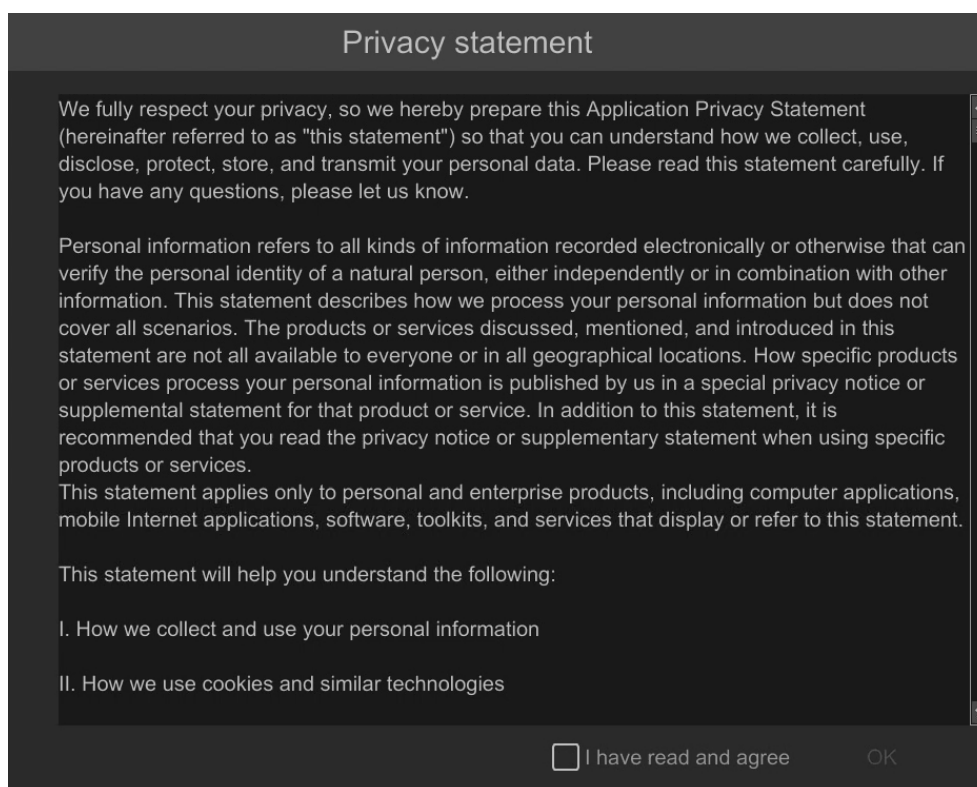 Privacy statement
We fully respect your privacy, so we hereby prepare this Application Privacy Statement
(hereinafter referred to as "this statement") so that you can understand how we collect, use,
disclose, protect, store, and transmit your personal data. Please read this statement carefully. If
you have any questions, please let us know.
Personal information refers to all kinds of information recorded electronically or otherwise that can
verify the personal identity of a natural person, either independently or in combination with other
information. This statement describes how we process your personal information but does not
cover all scenarios. The products or services discussed, mentioned, and introduced in this
statement are not all available to everyone or in all geographical locations. How specific products
or services process your personal information is published by us in a special privacy notice or
supplemental statement for that product or service. In addition to this statement, it is
recommended that you read the privacy notice or supplementary statement when using specific
products or services.
This statement applies only to personal and enterprise products, including computer applications,
mobile Internet applications, software, toolkits, and services that display or refer to this statement.
This statement will help you understand the following:
I. How we collect and use your personal information
II. How we use cookies and similar technologies
I have read and agree OK